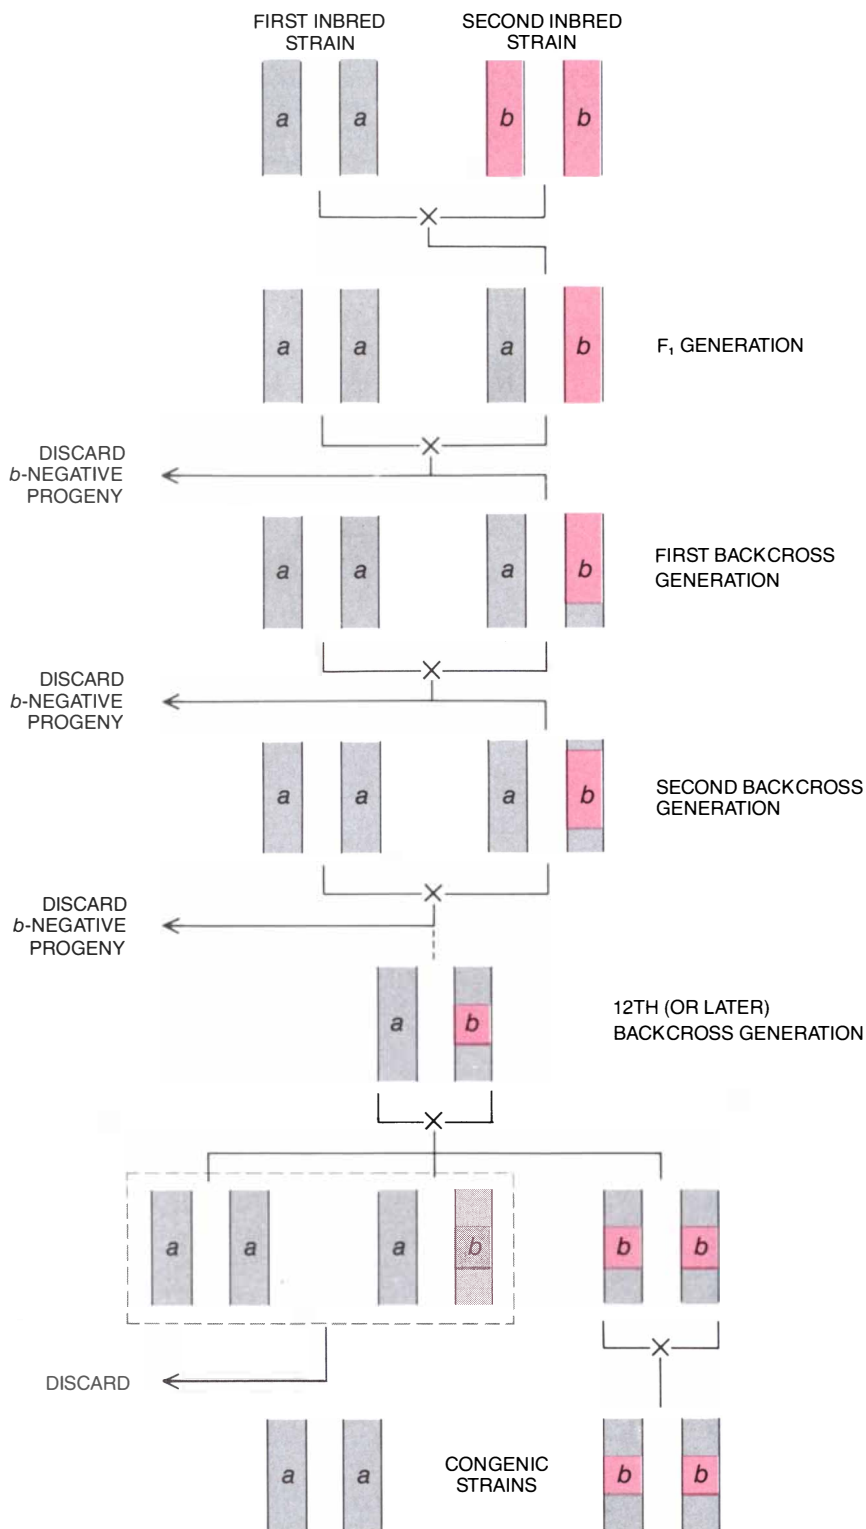 FIRST INBRED
STRAIN
SECOND INBRED
STRAIN
a a b b
a a a b
F₁ GENERATION
DISCARD
b-NEGATIVE
PROGENY
a a a b
FIRST BACKCROSS
GENERATION
DISCARD
b-NEGATIVE
PROGENY
a a a b
SECOND BACKCROSS
GENERATION
DISCARD
b-NEGATIVE
PROGENY
a b
12TH (OR LATER)
BACKCROSS GENERATION
a a a b b b
DISCARD
a a
CONGENIC
STRAINS
b b